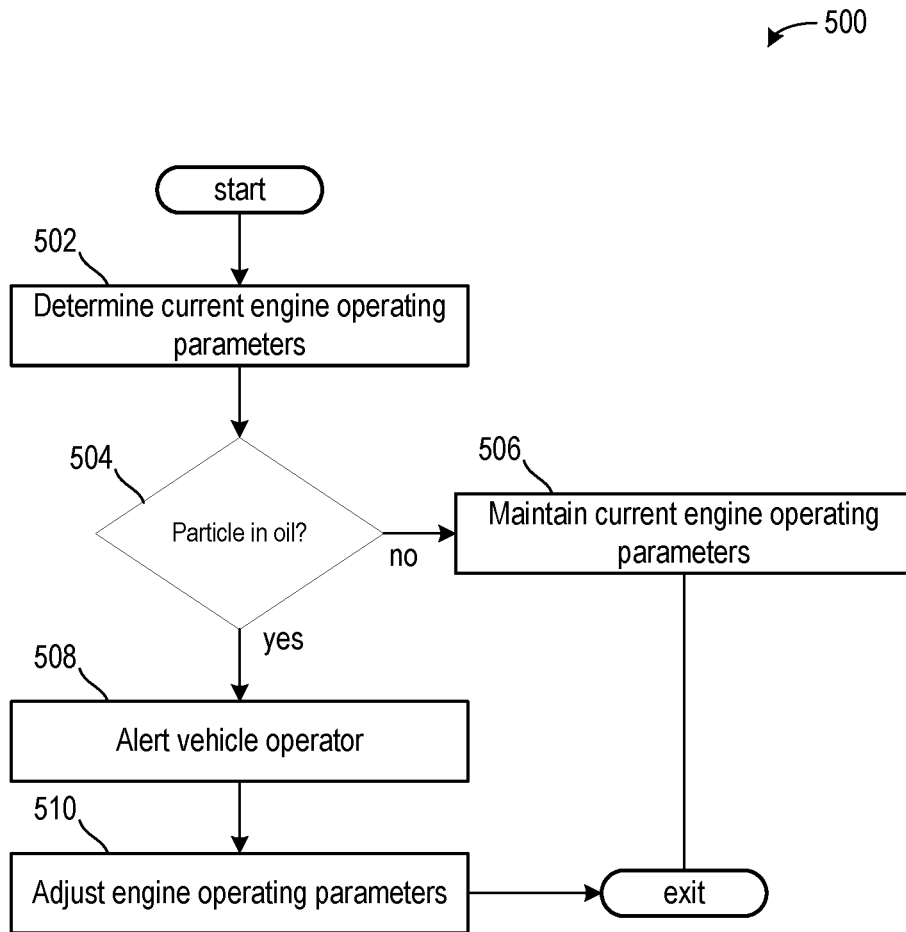 500
start
502
Determine current engine operating
parameters
504
Particle in oil?
no
506
Maintain current engine operating
parameters
yes
508
Alert vehicle operator
510
Adjust engine operating parameters
exit